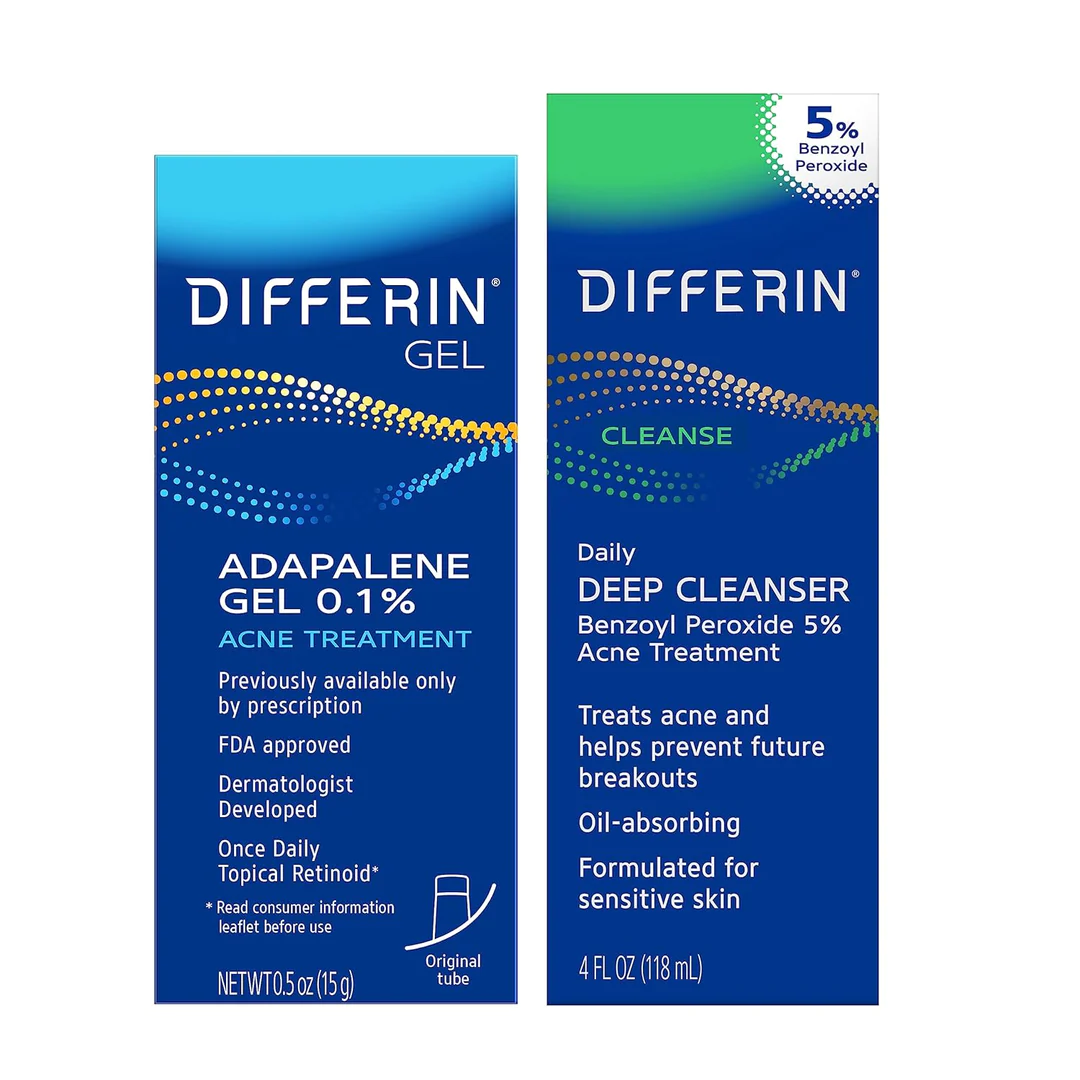 DIFFERIN®
GEL
ADAPALENE
GEL 0.1%
ACNE TREATMENT
Previously available only
by prescription
FDA approved
Dermatologist
Developed
Once Daily
Topical Retinoid*
* Read consumer information
leaflet before use
Original
tube
NET WT 0.5 oz (15 g)
5%
Benzoyl
Peroxide
DIFFERIN®
CLEANSE
Daily
DEEP CLEANSER
Benzoyl Peroxide 5%
Acne Treatment
Treats acne and
helps prevent future
breakouts
Oil-absorbing
Formulated for
sensitive skin
4 FL OZ (118 mL)